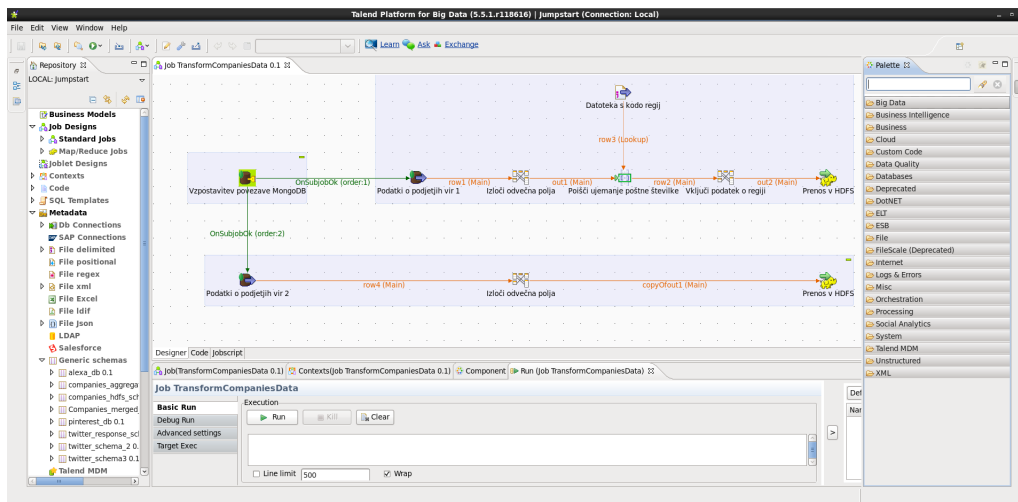 Talend Platform for Big Data (5.5.1.r118616) | Jumpstart (Connection: Local)
File Edit View Window Help
Learn Ask Exchange
Repository
LOCAL: Jumpstart
Business Models
Job Designs
Standard Jobs
Map/Reduce Jobs
Joblet Designs
Contexts
Code
SQL Templates
Metadata
Db Connections
SAP Connections
File delimited
File positional
File regex
File xml
File Excel
File ldif
File Json
LDAP
Salesforce
Generic schemas
alexa_db 0.1
companies_aggrega
companies_hdfs_sch
Companies_merged_
pinterest_db 0.1
twitter_response_scl
twitter_schema_2 0.
twitter_schema3 0.1
Talend MDM
Job TransformCompaniesData 0.1
Datoteka s kodo regij
row3 (Lookup)
OnSubjobOk (order:1)
row1 (Main)
out1 (Main)
row2 (Main)
out2 (Main)
Vzpostavitev povezave MongoDB
Podatki o podjetjih vir 1
Izloči odvečna polja
Poišči ujemanje poštne številke
Vključi podatek o regiji
Prenos v HDFS
OnSubjobOk (order:2)
row4 (Main)
copyOfout1 (Main)
Podatki o podjetjih vir 2
Izloči odvečna polja
Prenos v HDFS
Designer Code Jobscript
Job(TransformCompaniesData 0.1) Contexts(Job TransformCompaniesData 0.1) Component Run (Job TransformCompaniesData)
Job TransformCompaniesData
Basic Run
Debug Run
Advanced settings
Target Exec
Execution
Run Kill Clear
Line limit 500 Wrap
>
Def
Nar
Palette
Big Data
Business Intelligence
Business
Cloud
Custom Code
Data Quality
Databases
Deprecated
DotNET
ELT
ESB
File
FileScale (Deprecated)
Internet
Logs & Errors
Misc
Orchestration
Processing
Social Analytics
System
Talend MDM
Unstructured
XML